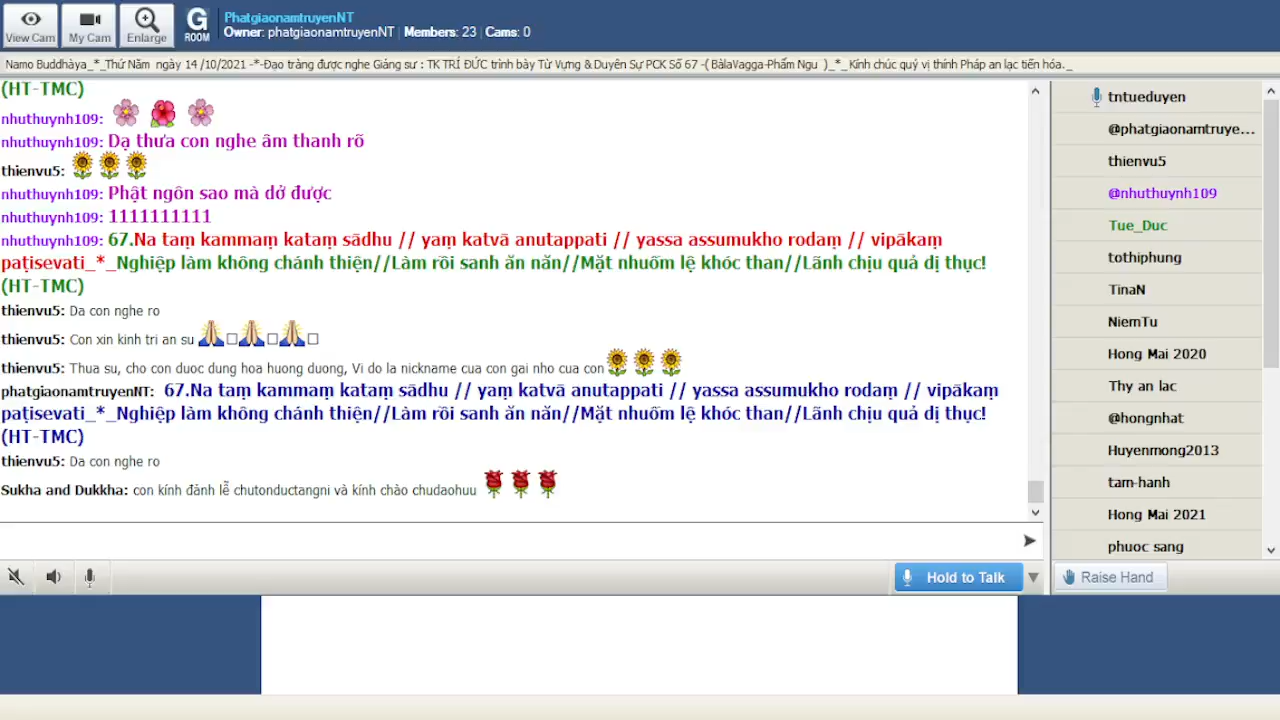 View Cam
My Cam
Enlarge
G
ROOM
PhatgiaonamtruyenNT
Owner: phatgiaonamtruyenNT | Members: 23 | Cams: 0
Namo Buddhàya_*_Thứ Năm ngày 14 /10/2021 -*-Đạo tràng được nghe Giảng sư : TK TRÍ ĐỨC trình bày Từ Vựng & Duyên Sự PCK Số 67 -( BàlaVagga-Phẩm Ngu )_*_Kính chúc quý vị thính Pháp an lạc tiến hóa._
(HT-TMC)
nhuthuynh109:
nhuthuynh109: Dạ thưa con nghe âm thanh rõ
thienvu5:
nhuthuynh109: Phật ngôn sao mà dở được
nhuthuynh109: 1111111111
nhuthuynh109: 67.Na taṃ kammaṃ kataṃ sādhu // yaṃ katvā anutappati // yassa assumukho rodaṃ // vipākaṃ
paṭisevati_*_Nghiệp làm không chánh thiện//Làm rồi sanh ăn năn//Mặt nhuốm lệ khóc than//Lãnh chịu quả dị thục!
(HT-TMC)
thienvu5: Da con nghe ro
thienvu5: Con xin kinh tri an su
thienvu5: Thua su, cho con duoc dung hoa huong duong, Vi do la nickname cua con gai nho cua con
phatgiaonamtruyenNT: 67.Na taṃ kammaṃ kataṃ sādhu // yaṃ katvā anutappati // yassa assumukho rodaṃ // vipākaṃ
paṭisevati_*_Nghiệp làm không chánh thiện//Làm rồi sanh ăn năn//Mặt nhuốm lệ khóc than//Lãnh chịu quả dị thục!
(HT-TMC)
thienvu5: Da con nghe ro
Sukha and Dukkha: con kính đảnh lễ chutonductangni và kính chào chudaohuu
tntueduyen
@phatgiaonamtruye...
thienvu5
@nhuthuynh109
Tue_Duc
tothiphung
TinaN
NiemTu
Hong Mai 2020
Thy an lac
@hongnhat
Huyenmong2013
tam-hanh
Hong Mai 2021
phuoc sang
Hold to Talk
Raise Hand